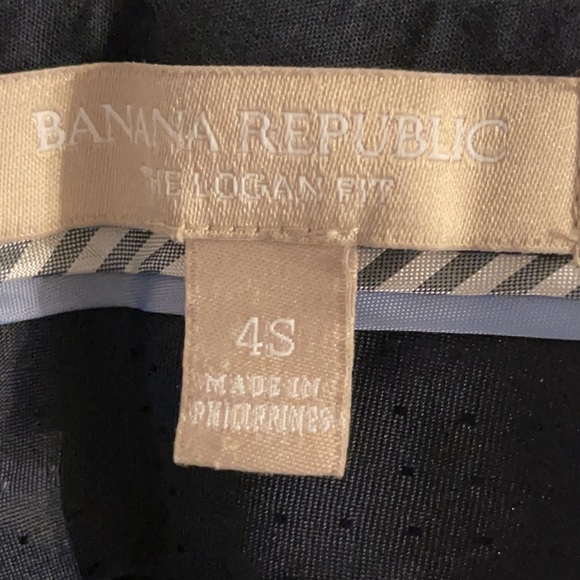 BANANA REPUBLIC
THE LOGAN FIT
4S
MADE IN
PHILIPPINES